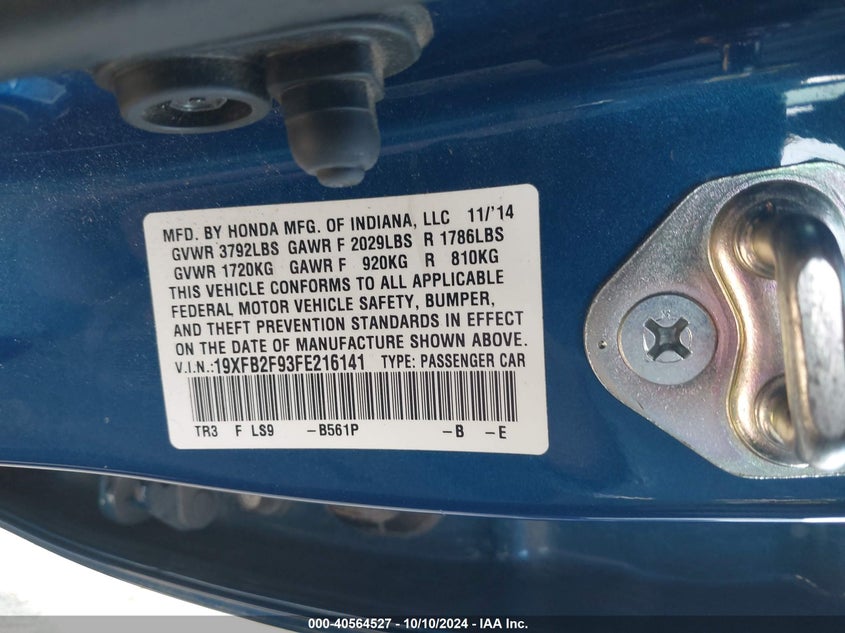 MFD. BY HONDA MFG. OF INDIANA, LLC 11/'14
GVWR 3792LBS GAWR F 2029LBS R 1786LBS
GVWR 1720KG GAWR F 920KG R 810KG
THIS VEHICLE CONFORMS TO ALL APPLICABLE
FEDERAL MOTOR VEHICLE SAFETY, BUMPER,
AND THEFT PREVENTION STANDARDS IN EFFECT
ON THE DATE OF MANUFACTURE SHOWN ABOVE.
V.I.N.:19XFB2F93FE216141 TYPE: PASSENGER CAR
TR3 F LS9 -B561P -B -E
000-40564527 - 10/10/2024 - IAA Inc.